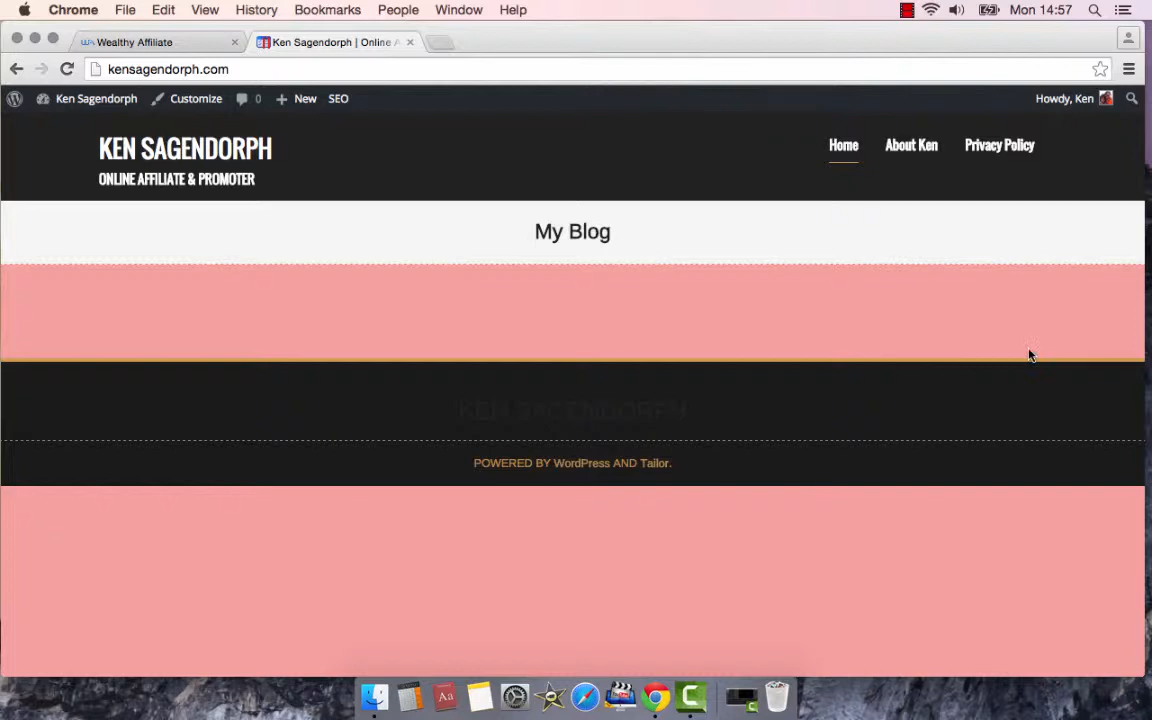 Chrome File Edit View History Bookmarks People Window Help Mon 14:57
Wealthy Affiliate Ken Sagendorph | Online A
kensagendorph.com
Ken Sagendorph Customize 0 New SEO Howdy, Ken
KEN SAGENDORPH
ONLINE AFFILIATE & PROMOTER
Home About Ken Privacy Policy
My Blog
KEN SAGENDORPH
POWERED BY WordPress AND Tailor.